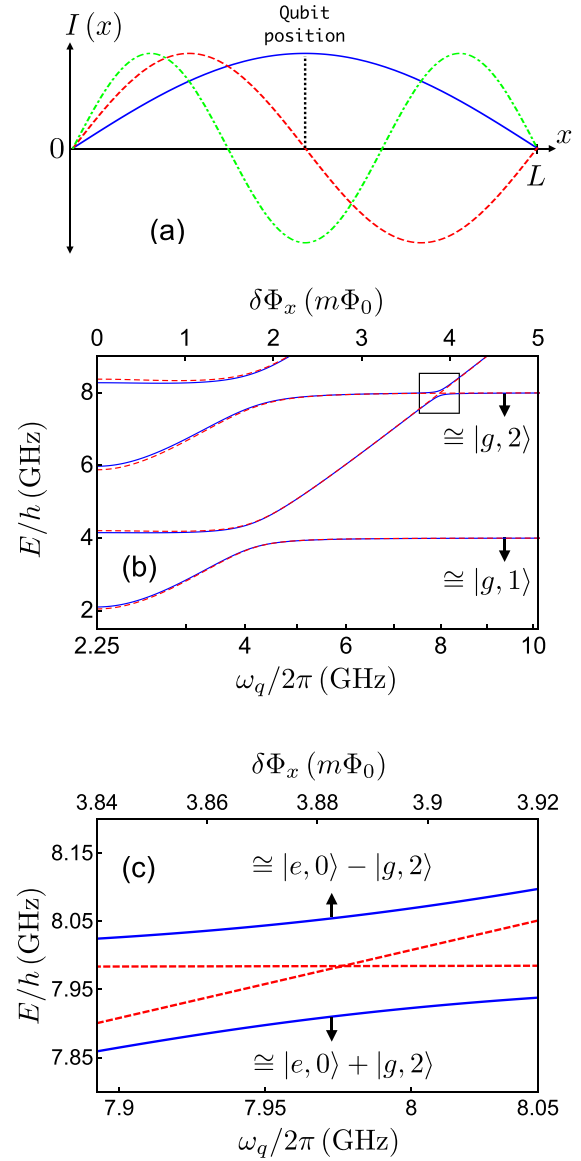 I(x)
Qubit
position
0
x
L
(a)
δΦₓ (mΦ₀)
0 1 2 3 4 5
8
6
4
2
E/h (GHz)
≅ |g, 2⟩
(b)
≅ |g, 1⟩
2.25 4 6 8 10
ω_q/2π (GHz)
δΦₓ (mΦ₀)
3.84 3.86 3.88 3.9 3.92
8.15
8.05
7.95
7.85
E/h (GHz)
(c)
≅ |e, 0⟩ − |g, 2⟩
≅ |e, 0⟩ + |g, 2⟩
7.9 7.95 8 8.05
ω_q/2π (GHz)